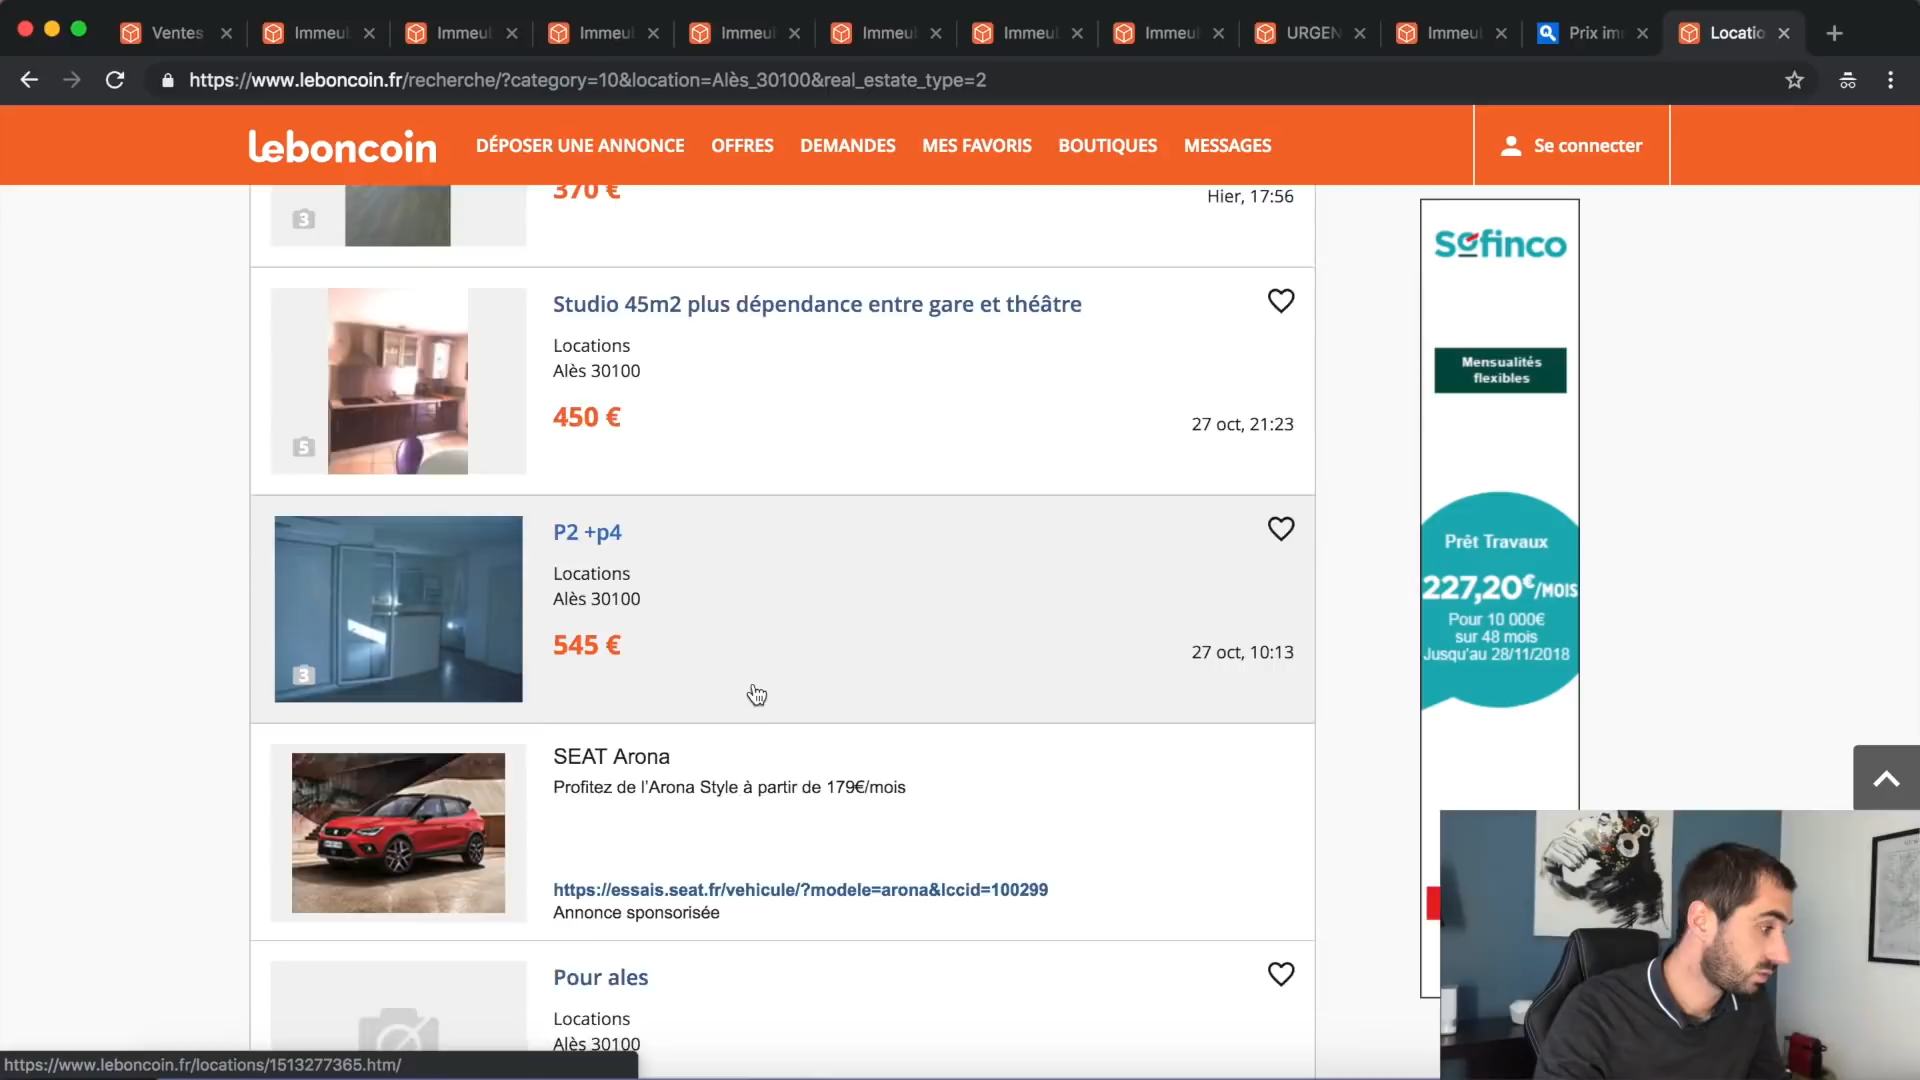 Ventes
Immeu
Immeu
Immeu
Immeu
Immeu
Immeu
Immeu
URGEN
Immeu
Prix im
Locatio
https://www.leboncoin.fr/recherche/?category=10&location=Alès_30100&real_estate_type=2
leboncoin
DÉPOSER UNE ANNONCE
OFFRES
DEMANDES
MES FAVORIS
BOUTIQUES
MESSAGES
Se connecter
370 €
Hier, 17:56
3
Studio 45m2 plus dépendance entre gare et théâtre
Locations
Alès 30100
450 €
27 oct, 21:23
5
P2 +p4
Locations
Alès 30100
545 €
27 oct, 10:13
3
SEAT Arona
Profitez de l'Arona Style à partir de 179€/mois
https://essais.seat.fr/vehicule/?modele=arona&lccid=100299
Annonce sponsorisée
Pour ales
Locations
Alès 30100
Sofinco
Mensualités
flexibles
Prêt Travaux
227,20€/MOIS
Pour 10 000€
sur 48 mois
Jusqu'au 28/11/2018
https://www.leboncoin.fr/locations/1513277365.htm/